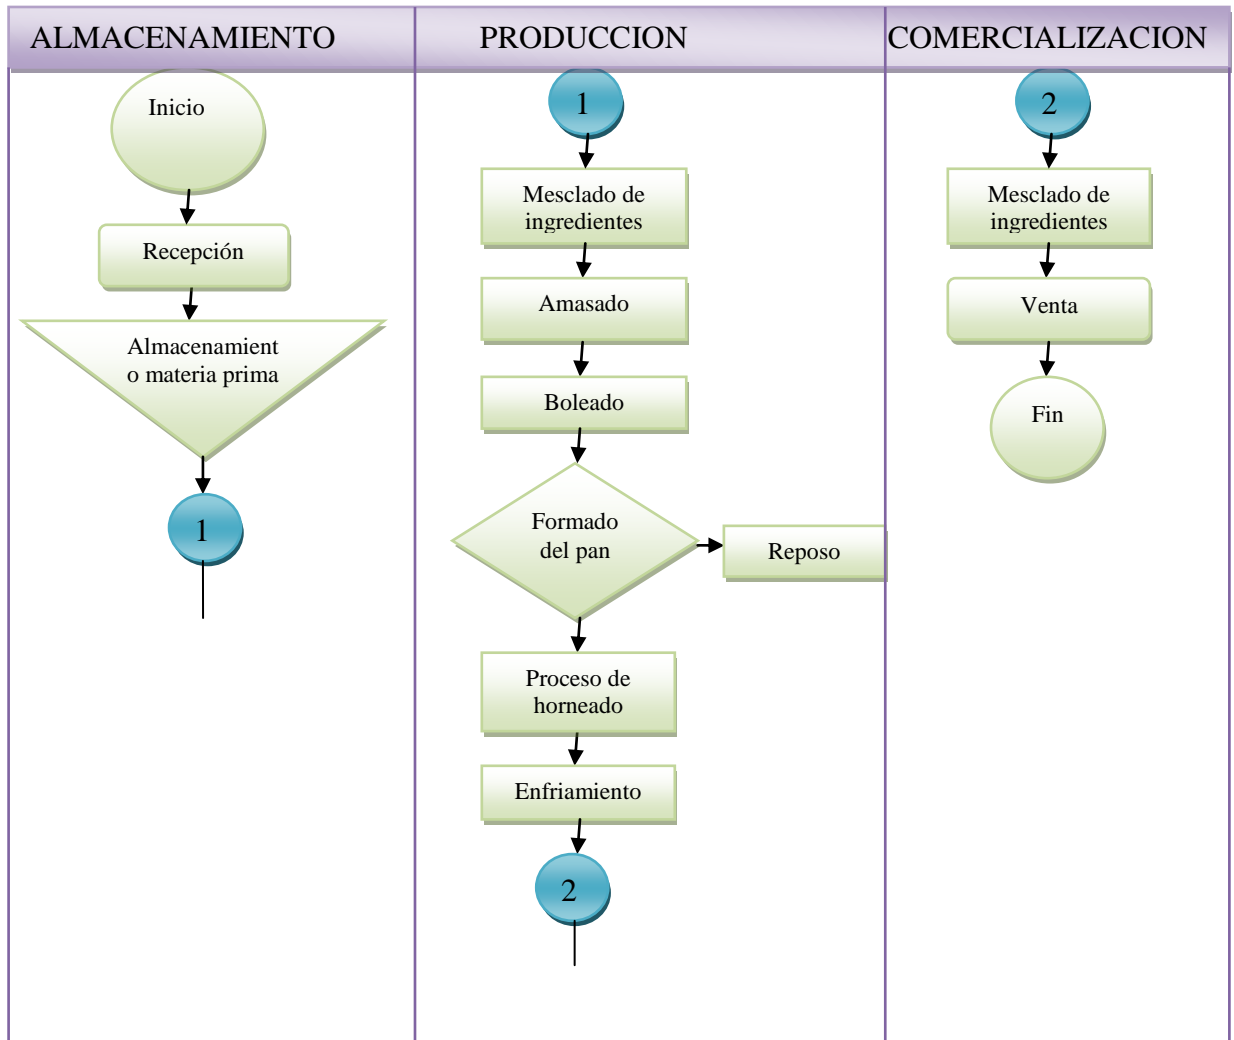 ALMACENAMIENTO
PRODUCCION
COMERCIALIZACION
Inicio
Recepción
Almacenamient
o materia prima
1
1
Mesclado de
ingredientes
Amasado
Boleado
Formado
del pan
Reposo
Proceso de
horneado
Enfriamiento
2
2
Mesclado de
ingredientes
Venta
Fin